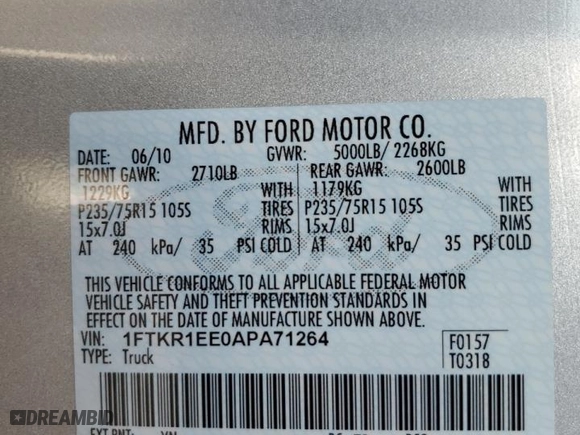 MFD. BY FORD MOTOR CO.
DATE: 06/10 GVWR: 5000LB/ 2268KG
FRONT GAWR: 2710LB REAR GAWR: 2600LB
1229KG WITH 1179KG WITH
P235/75R15 105S TIRES P235/75R15 105S TIRES
15x7.0J RIMS 15x7.0J RIMS
AT 240 kPa/ 35 PSI COLD AT 240 kPa/ 35 PSI COLD
THIS VEHICLE CONFORMS TO ALL APPLICABLE FEDERAL MOTOR
VEHICLE SAFETY AND THEFT PREVENTION STANDARDS IN
EFFECT ON THE DATE OF MANUFACTURE SHOWN ABOVE.
VIN: 1FTKR1EE0APA71264 F0157
TYPE: Truck T0318
Ford
EXT PNT:
DREAMBID